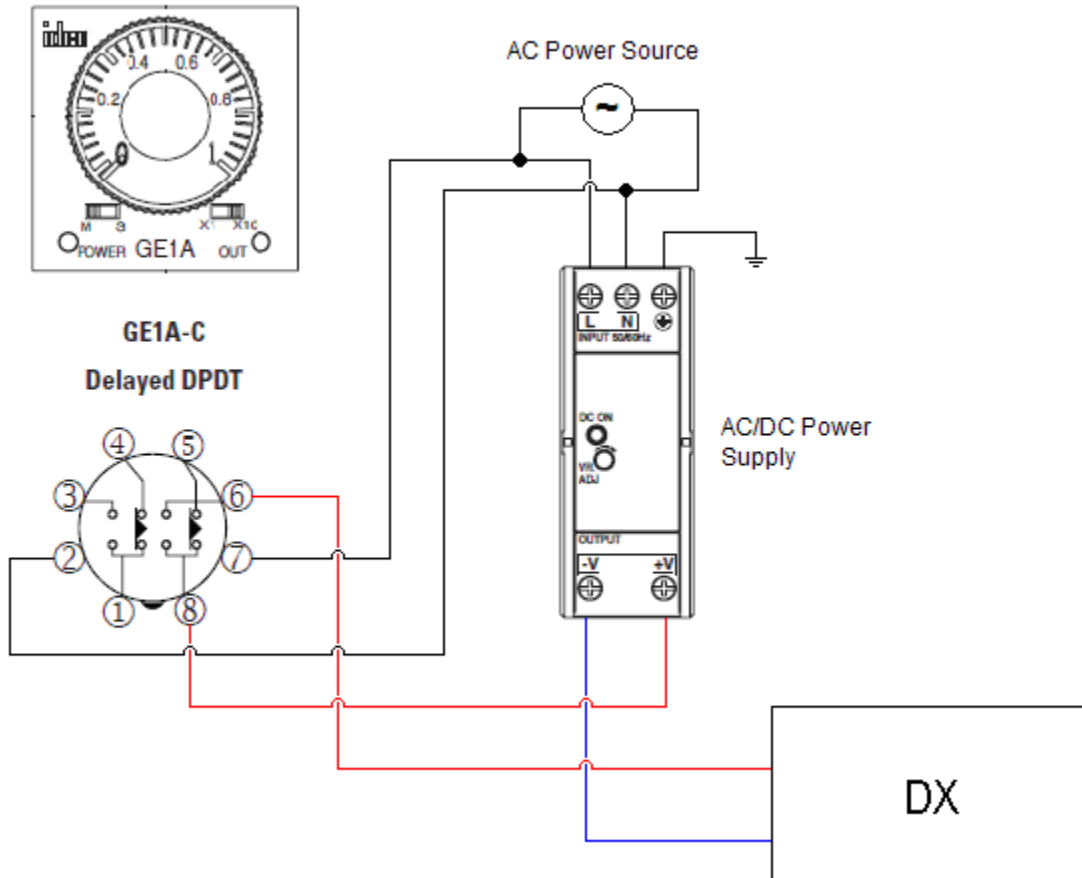 idec
AC Power Source
0.4 0.6
0.2 0.8
0 1
M S X1 X10
POWER GE1A OUT
GE1A-C
Delayed DPDT
L N
INPUT 50/60Hz
DC ON
VR.
ADJ
AC/DC Power
Supply
OUTPUT
-V +V
4 5
3 6
2 7
1 8
DX